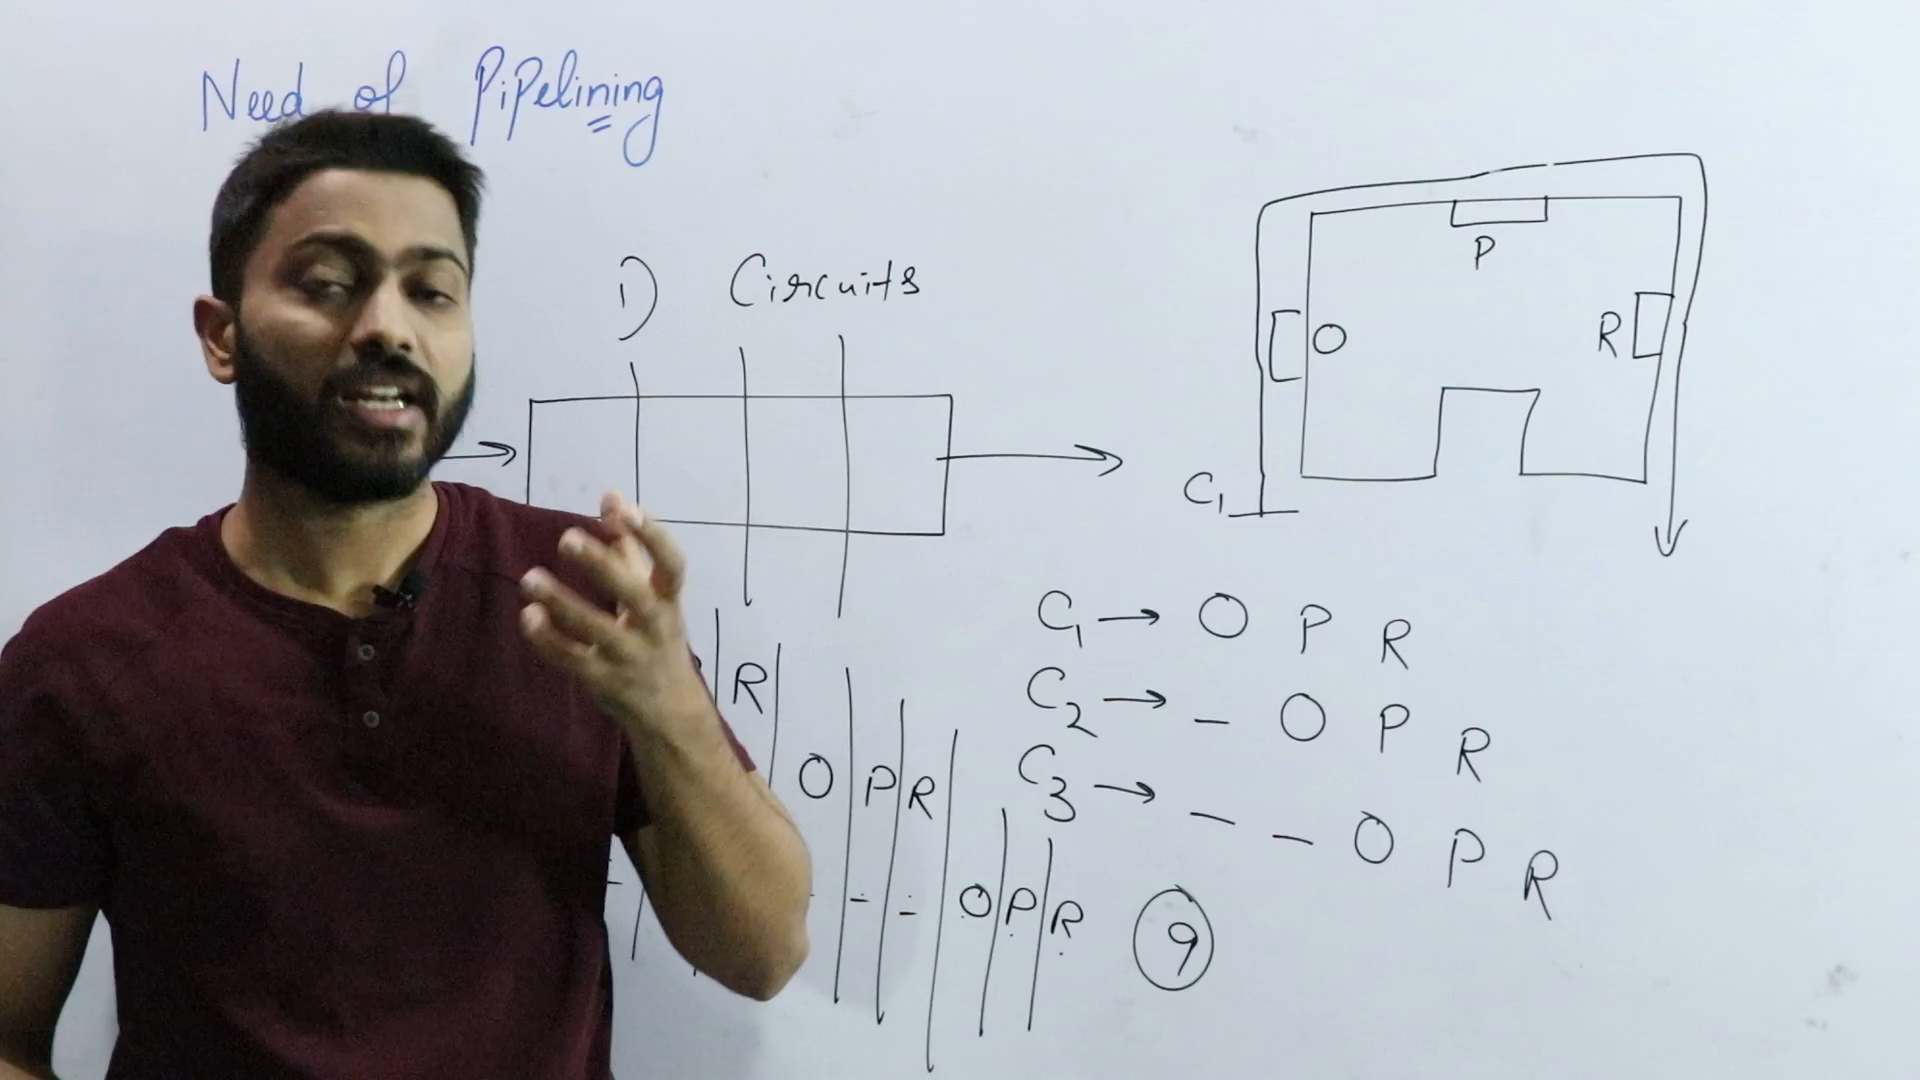 Need of Pipelining
1) Circuits
P
O
R
C1
C1 → O P R
C2 → - O P R
C3 → - - O P R
R
O P R
- - O P R
9